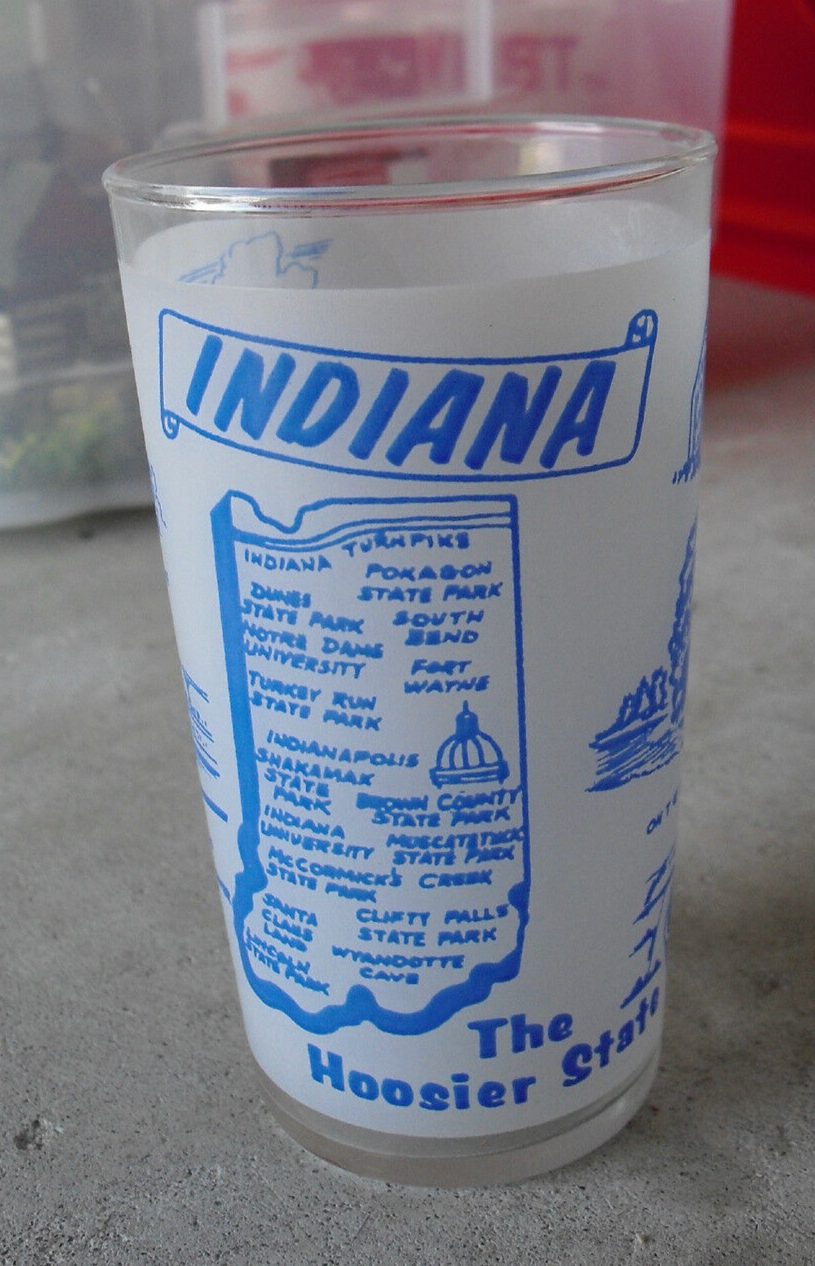 INDIANA
INDIANA TURNPIKE
POKAGON
STATE PARK
DUNES
STATE PARK
SOUTH
BEND
NOTRE DAME
UNIVERSITY
FORT
WAYNE
TURKEY RUN
STATE PARK
INDIANAPOLIS
SHAKAMAK
STATE
PARK
BROWN COUNTY
STATE PARK
INDIANA
UNIVERSITY
MUSCATATUCK
STATE PARK
McCORMICK'S CREEK
STATE PARK
SANTA
CLAUS
LAND
CLIFTY FALLS
STATE PARK
LINCOLN
STATE PARK
WYANDOTTE
CAVE
The
Hoosier State